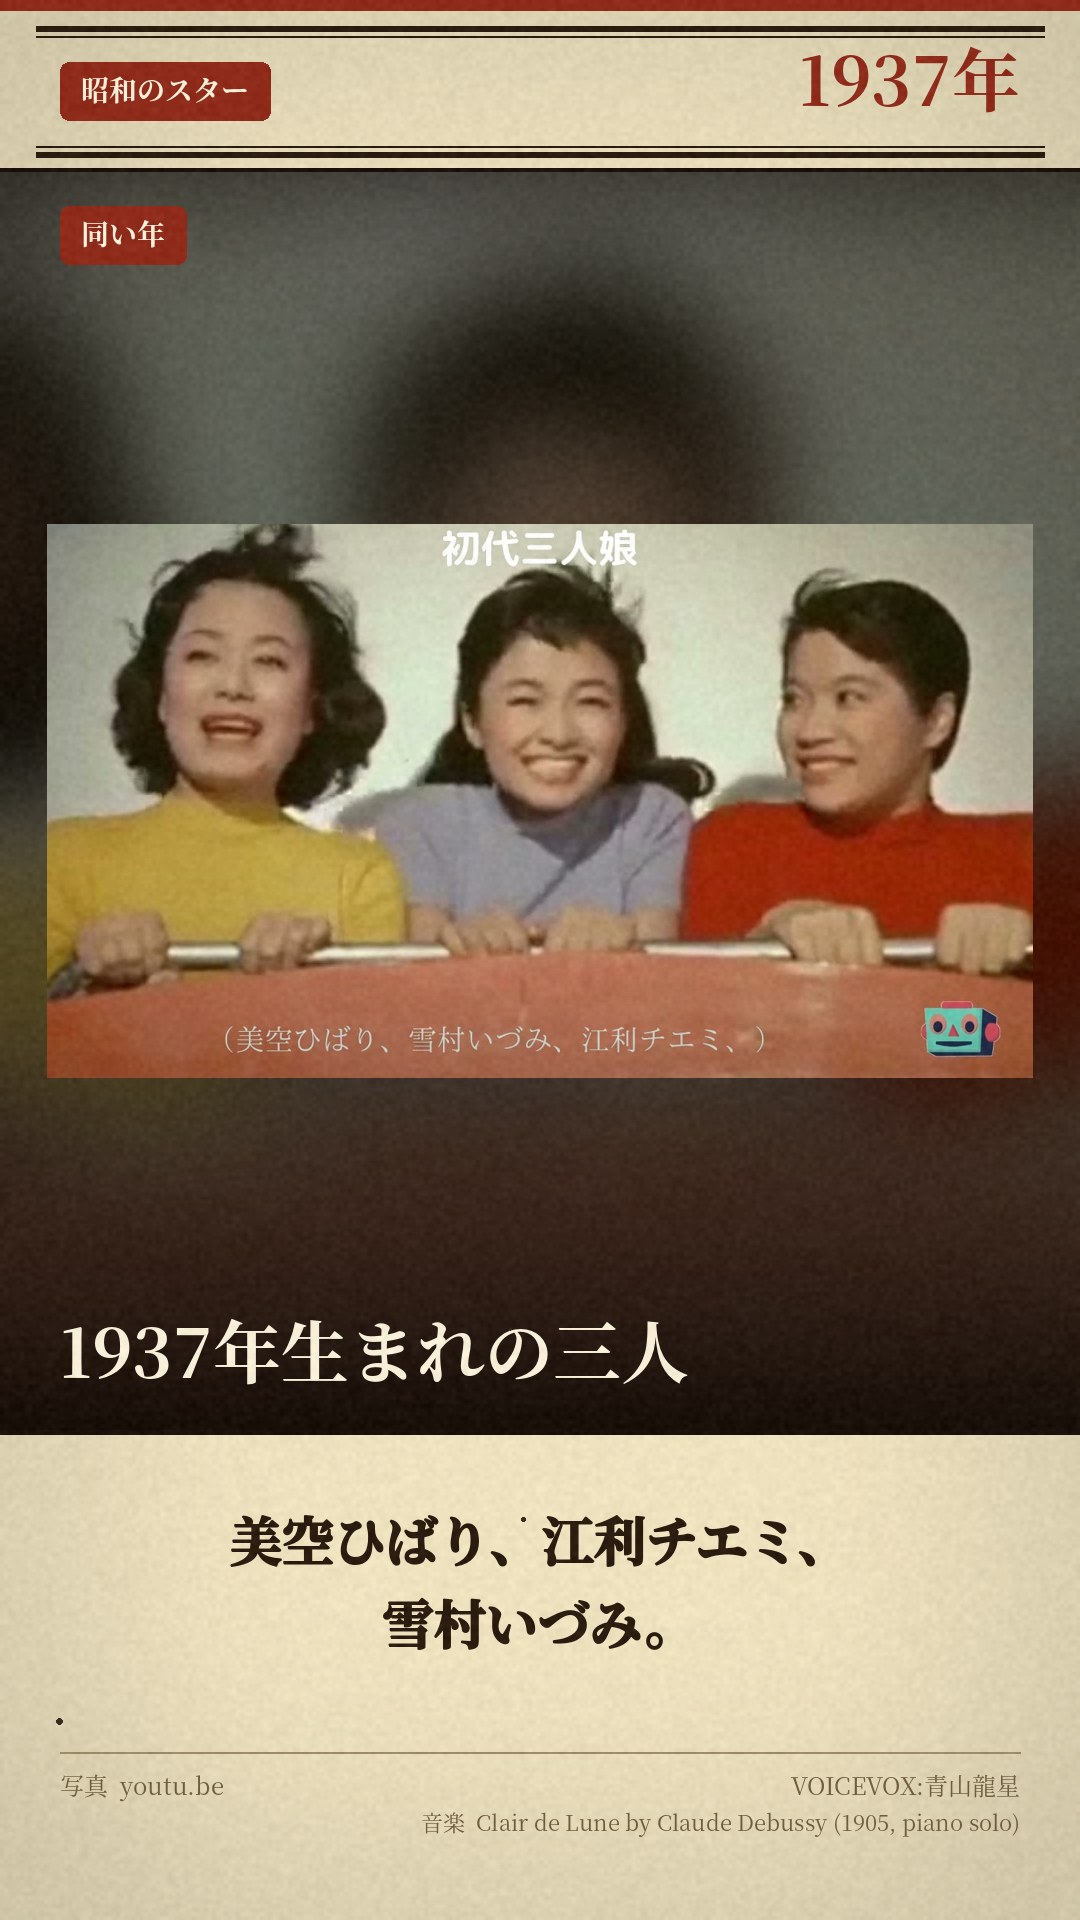 昭和のスター
1937年
同い年
初代三人娘
（美空ひばり、雪村いづみ、江利チエミ、）
1937年生まれの三人
美空ひばり、江利チエミ、
雪村いづみ。
写真 youtu.be
VOICEVOX:青山龍星
音楽 Clair de Lune by Claude Debussy (1905, piano solo)